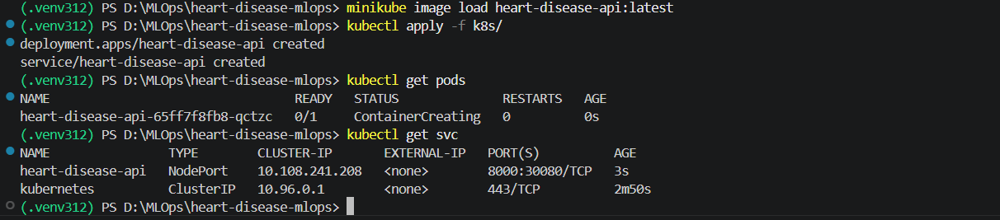 (.venv312) PS D:\MLOps\heart-disease-mlops> minikube image load heart-disease-api:latest
(.venv312) PS D:\MLOps\heart-disease-mlops> kubectl apply -f k8s/
deployment.apps/heart-disease-api created
service/heart-disease-api created
(.venv312) PS D:\MLOps\heart-disease-mlops> kubectl get pods
NAME                                 READY   STATUS              RESTARTS   AGE
heart-disease-api-65ff7f8fb8-qctzc   0/1     ContainerCreating   0          0s
(.venv312) PS D:\MLOps\heart-disease-mlops> kubectl get svc
NAME                TYPE        CLUSTER-IP       EXTERNAL-IP   PORT(S)          AGE
heart-disease-api   NodePort    10.108.241.208   <none>        8000:30080/TCP   3s
kubernetes          ClusterIP   10.96.0.1        <none>        443/TCP          2m50s
(.venv312) PS D:\MLOps\heart-disease-mlops>